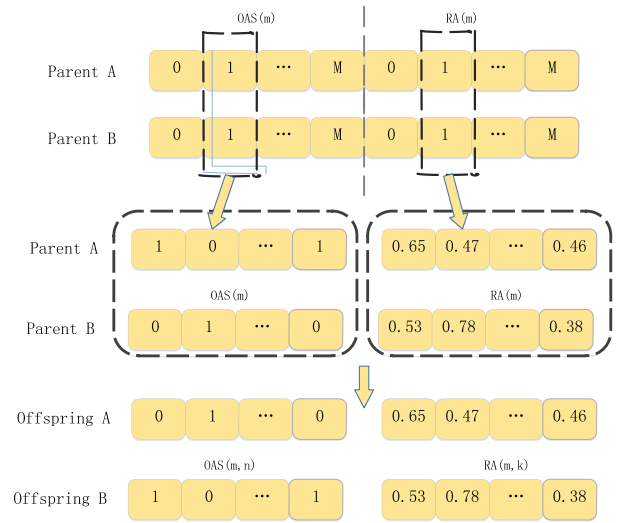 OAS(m) RA(m)
Parent A 0 1 ··· M 0 1 ··· M
Parent B 0 1 ··· M 0 1 ··· M
Parent A 1 0 ··· 1 0.65 0.47 ··· 0.46
OAS(m) RA(m)
Parent B 0 1 ··· 0 0.53 0.78 ··· 0.38
Offspring A 0 1 ··· 0 0.65 0.47 ··· 0.46
OAS(m,n) RA(m,k)
Offspring B 1 0 ··· 1 0.53 0.78 ··· 0.38